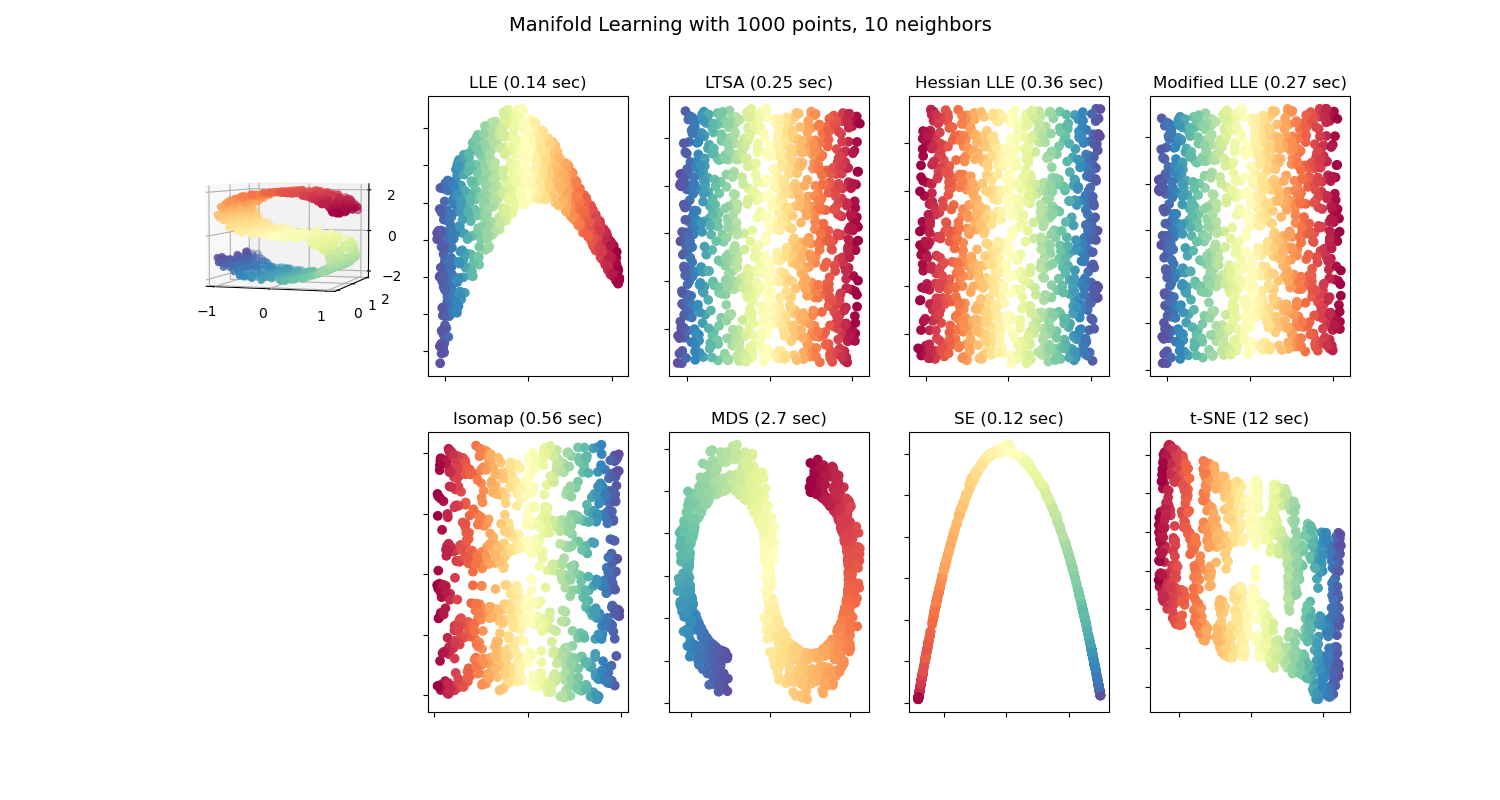 Manifold Learning with 1000 points, 10 neighbors
LLE (0.14 sec)
LTSA (0.25 sec)
Hessian LLE (0.36 sec)
Modified LLE (0.27 sec)
2
0
−2
−1
0
1
0
1
2
Isomap (0.56 sec)
MDS (2.7 sec)
SE (0.12 sec)
t-SNE (12 sec)